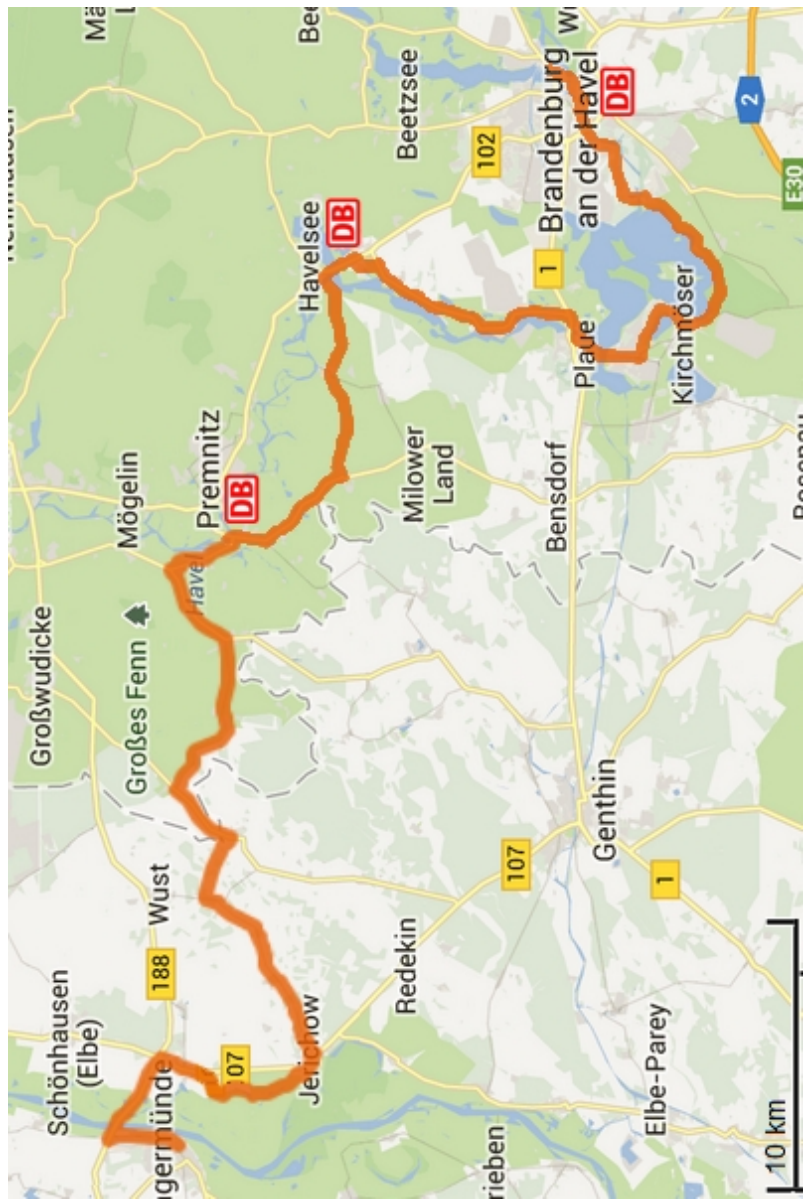 Schönhausen
(Elbe)
Großwudicke
Mögelin
Großes Fenn
188
Wust
germünde
Havel
Premnitz
107
DB
Jerichow
Havelsee
DB
Redekin
Milower
Land
Beetzsee
102
rieben
107
1
Bensdorf
Brandenburg
an der Havel
Plaue
DB
Genthin
Elbe-Parey
1
Kirchmöser
2
E30
10 km